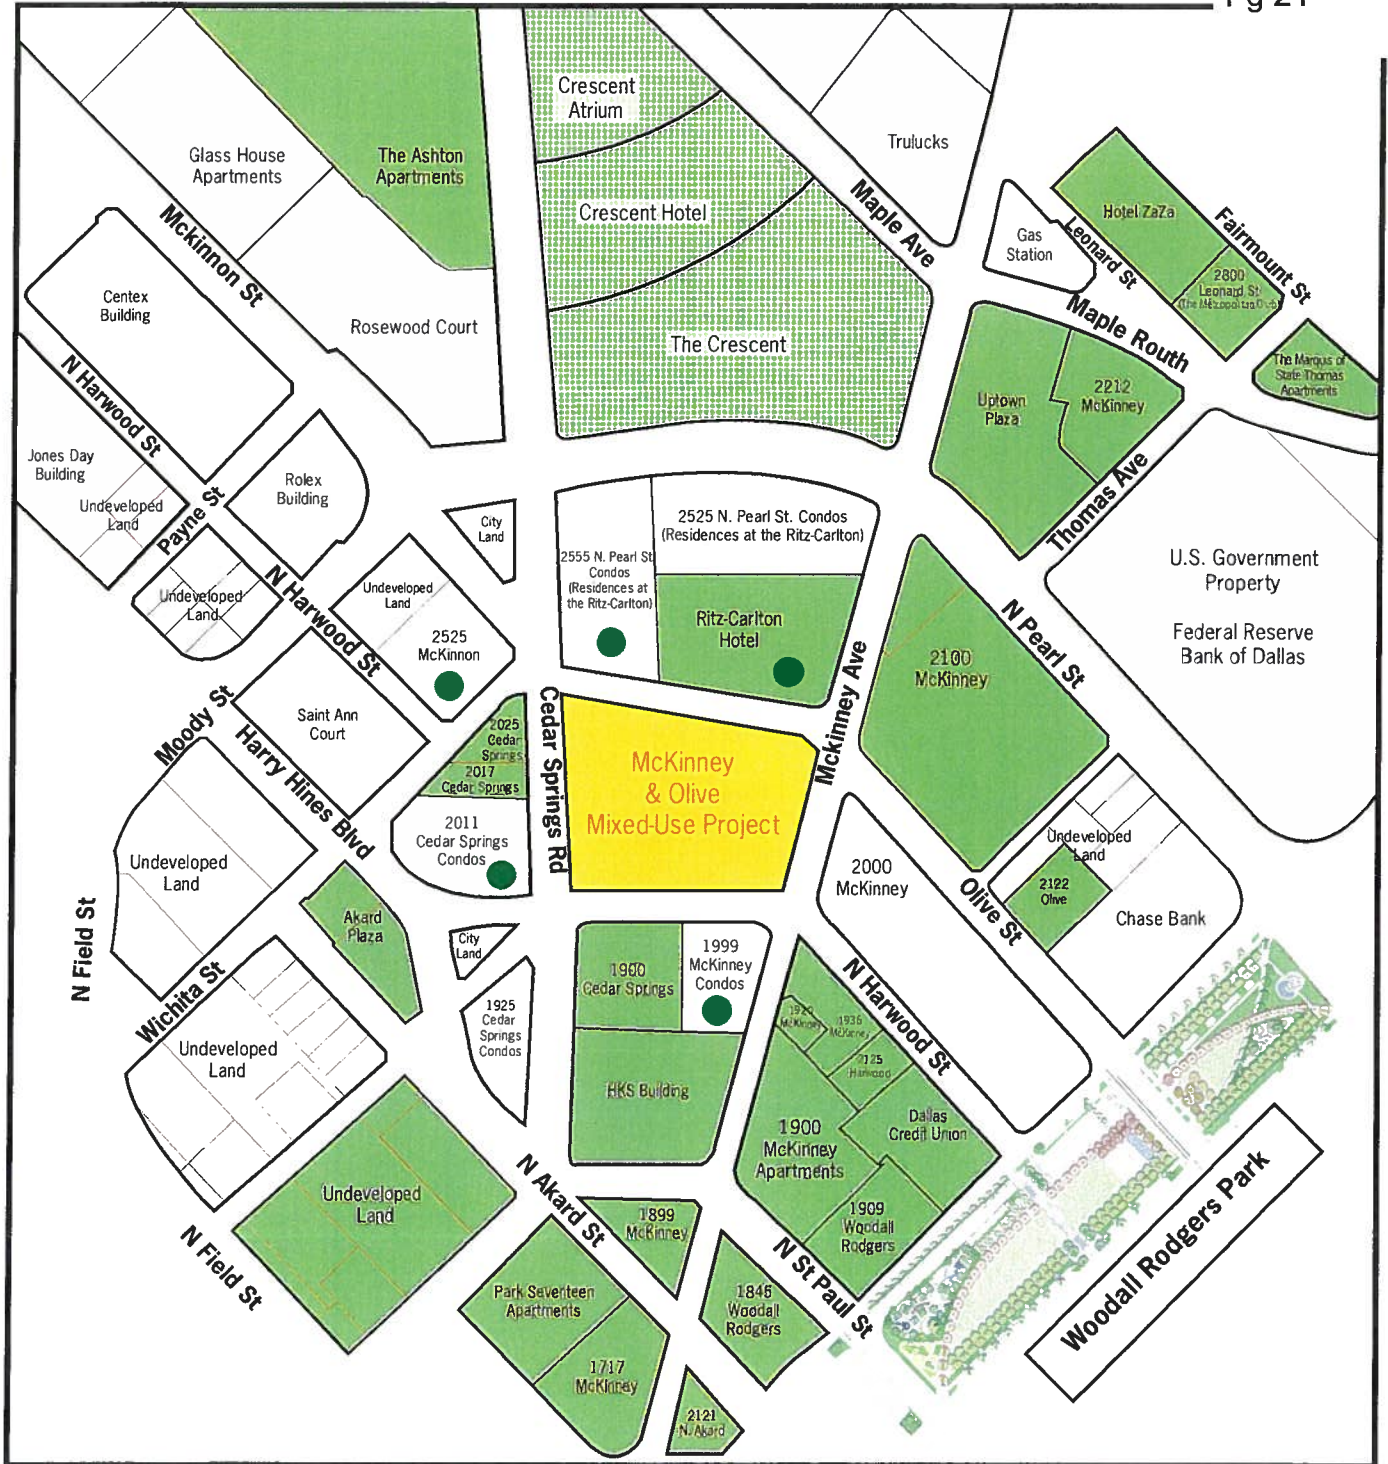 Pg 21
Crescent
Atrium
Trulucks
Glass House
Apartments
The Ashton
Apartments
Crescent Hotel
Maple Ave
Hotel ZaZa
Fairmount St
Gas
Station
Leonard St
2800
Leonard St
Mckinnon St
Centex
Building
Rosewood Court
The Crescent
Maple Routh
The Marquis of
State Thomas
Apartments
Uptown
Plaza
2212
McKinney
N Harwood St
Jones Day
Building
Undeveloped
Land
Payne St
Rolex
Building
City
Land
2525 N. Pearl St. Condos
(Residences at the Ritz-Carlton)
Thomas Ave
2555 N. Pearl St
Condos
(Residences at
the Ritz-Carlton)
U.S. Government
Property
Federal Reserve
Bank of Dallas
Undeveloped
Land
N Harwood St
Undeveloped
Land
2525
McKinnon
Ritz-Carlton
Hotel
N Pearl St
2100
McKinney
Mckinney Ave
Moody St
Saint Ann
Court
Harry Hines Blvd
2025
Cedar
Springs
2017
Cedar Springs
Cedar Springs Rd
McKinney
& Olive
Mixed-Use Project
2011
Cedar Springs
Condos
Undeveloped
Land
2000
McKinney
Undeveloped
Land
2122
Olive
Olive St
Chase Bank
N Field St
Akard
Plaza
City
Land
1900
Cedar Springs
1999
McKinney
Condos
N Harwood St
Wichita St
Undeveloped
Land
1925
Cedar
Springs
Condos
1920
McKinney
1936
McKinney
125
Harwood
HKS Building
1900
McKinney
Apartments
Dallas
Credit Union
Woodall Rodgers Park
Undeveloped
Land
N Akard St
1899
McKinney
1909
Woodall
Rodgers
N St Paul St
N Field St
Park Seventeen
Apartments
1845
Woodall
Rodgers
1717
McKinney
2121
N. Akard